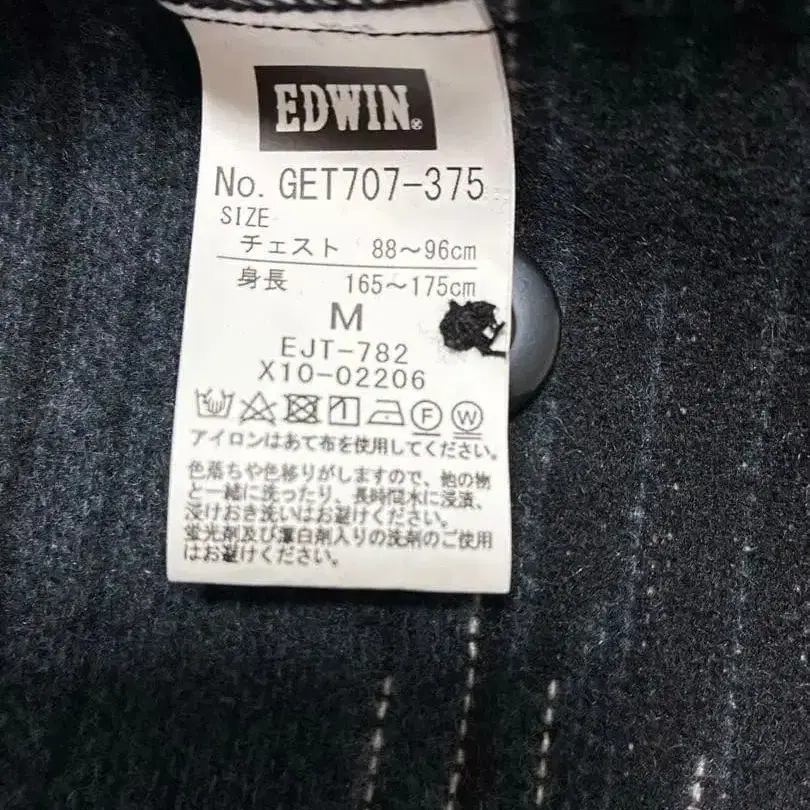 EDWIN®
No. GET707-375
SIZE
チェスト 88～96cm
身長 165～175cm
M
EJT-782
X10-02206
F W
アイロンはあて布を使用してください。
色落ちや色移りがしますので、他の物
と一緒に洗ったり、長時間水に浸漬、
浸けおき洗いはお避けください。
蛍光剤及び漂白剤入りの洗剤のご使用
はお避けください。